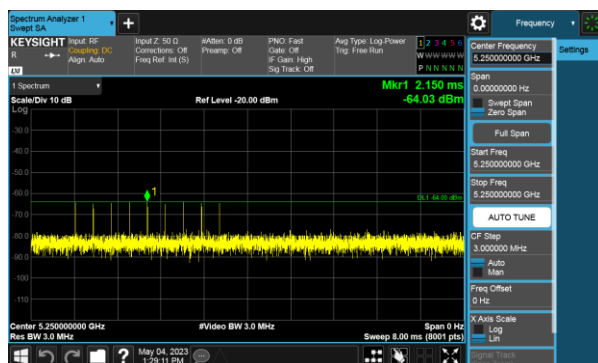 Spectrum Analyzer 1
Swept SA
Frequency
KEYSIGHT
R
LXI
Input: RF
Coupling: DC
Align: Auto
Input Z: 50 Ω
Corrections: Off
Freq Ref: Int (S)
#Atten: 0 dB
Preamp: Off
PNO: Fast
Gate: Off
IF Gain: High
Sig Track: Off
Avg Type: Log-Power
Trig: Free Run
1 2 3 4 5 6
W W W W W W
P N N N N N
Center Frequency
5.250000000 GHz
Settings
1 Spectrum
Scale/Div 10 dB
Log
Ref Level -20.00 dBm
Mkr1 2.150 ms
-64.03 dBm
Span
0.00000000 Hz
Swept Span
Zero Span
Full Span
Start Freq
5.250000000 GHz
Stop Freq
5.250000000 GHz
AUTO TUNE
CF Step
3.000000 MHz
Auto
Man
Freq Offset
0 Hz
X Axis Scale
Log
Lin
Signal Track
-30.0
-40.0
-50.0
-60.0
-70.0
-80.0
-90.0
-100
-110
1
DL1 -64.00 dBm
Center 5.250000000 GHz
Res BW 3.0 MHz
#Video BW 3.0 MHz
Span 0 Hz
Sweep 8.00 ms (8001 pts)
?
May 04, 2023
1:29:11 PM